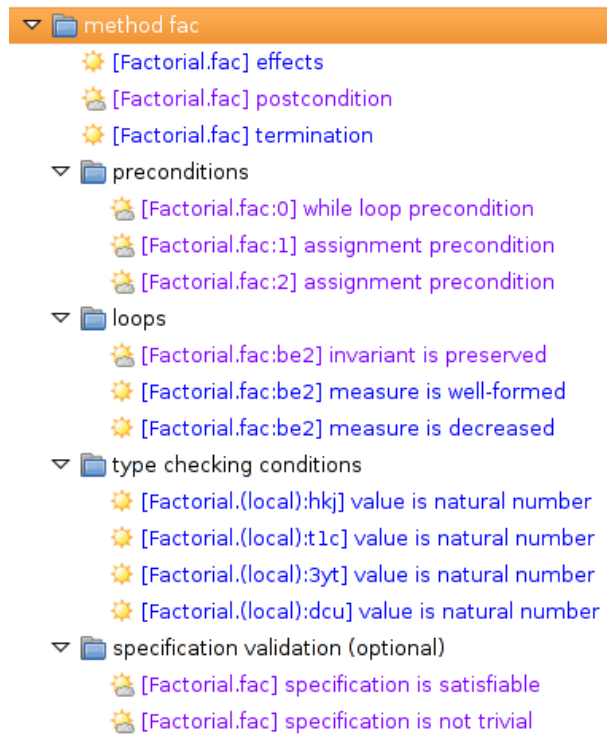 method fac
[Factorial.fac] effects
[Factorial.fac] postcondition
[Factorial.fac] termination
preconditions
[Factorial.fac:0] while loop precondition
[Factorial.fac:1] assignment precondition
[Factorial.fac:2] assignment precondition
loops
[Factorial.fac:be2] invariant is preserved
[Factorial.fac:be2] measure is well-formed
[Factorial.fac:be2] measure is decreased
type checking conditions
[Factorial.(local):hkj] value is natural number
[Factorial.(local):t1c] value is natural number
[Factorial.(local):3yt] value is natural number
[Factorial.(local):dcu] value is natural number
specification validation (optional)
[Factorial.fac] specification is satisfiable
[Factorial.fac] specification is not trivial